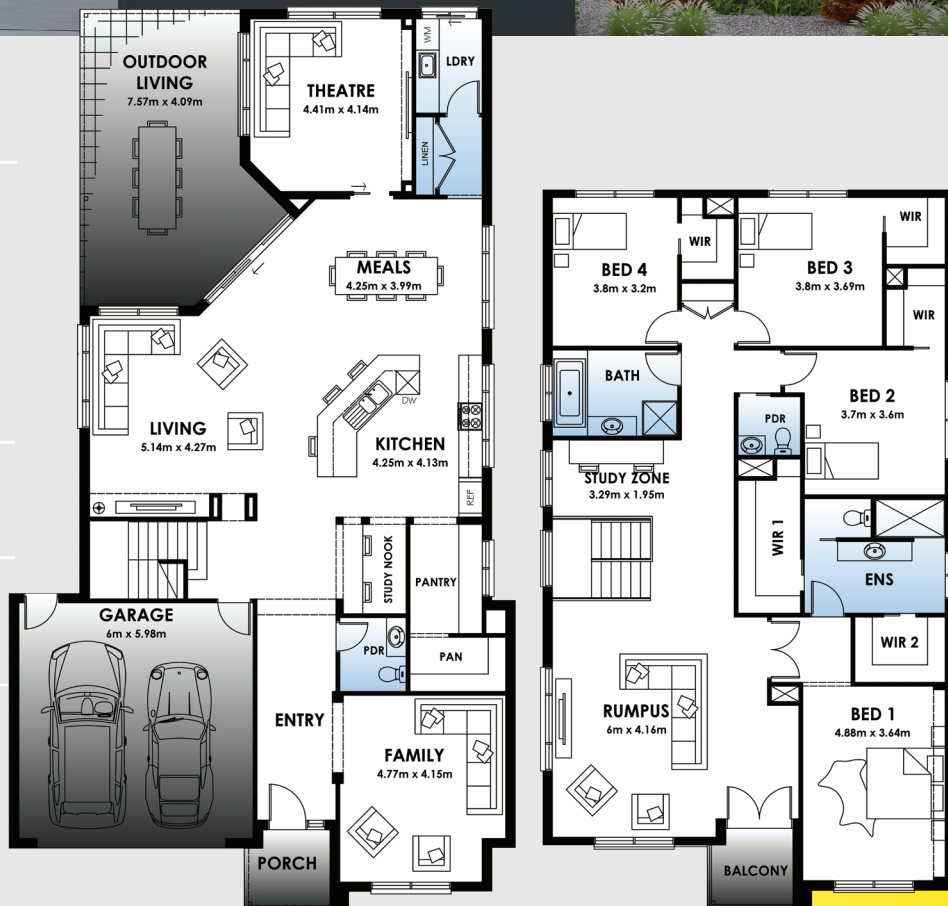 OUTDOOR
LIVING
7.57m x 4.09m
THEATRE
4.41m x 4.14m
WM
LDRY
LINEN
MEALS
4.25m x 3.99m
LIVING
5.14m x 4.27m
DW
KITCHEN
4.25m x 4.13m
REF
STUDY NOOK
PANTRY
GARAGE
6m x 5.98m
PDR
PAN
ENTRY
FAMILY
4.77m x 4.15m
PORCH
BED 4
3.8m x 3.2m
WIR
BED 3
3.8m x 3.69m
WIR
WIR
BATH
BED 2
3.7m x 3.6m
PDR
STUDY ZONE
3.29m x 1.95m
WIR 1
ENS
WIR 2
RUMPUS
6m x 4.16m
BED 1
4.88m x 3.64m
BALCONY